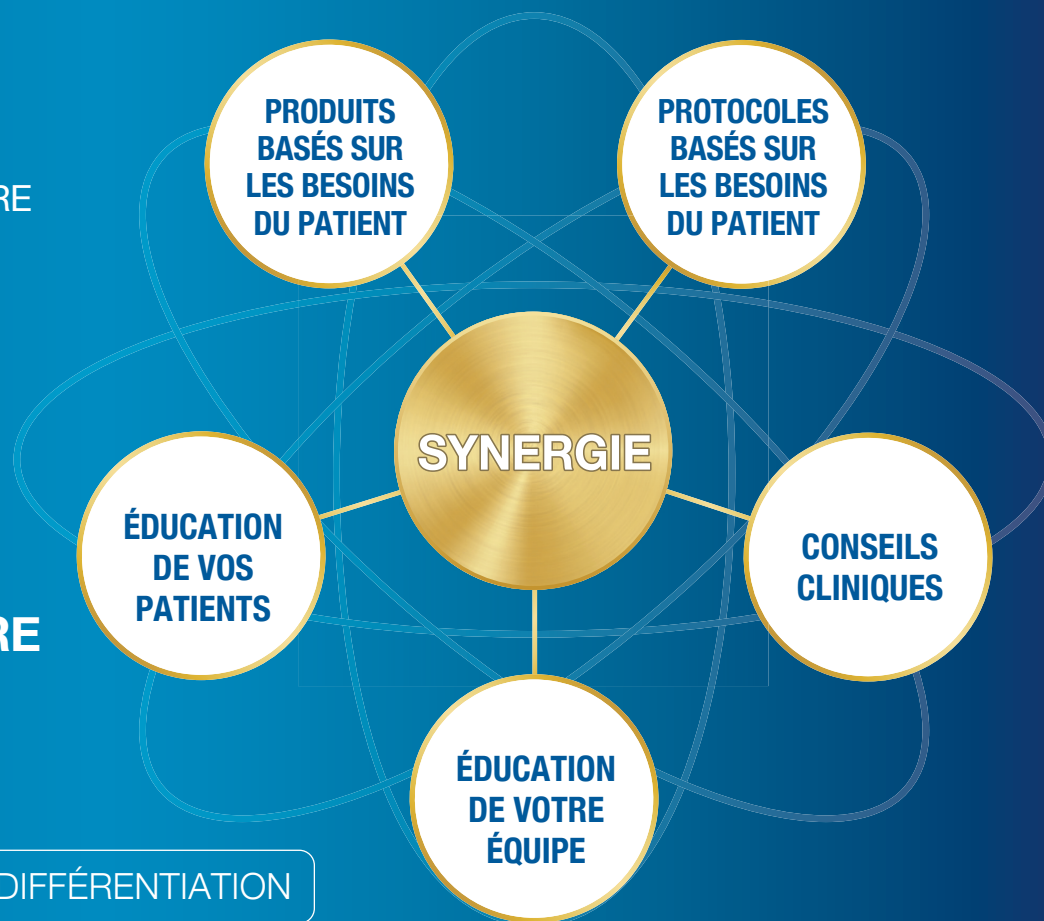 PRODUITS
BASÉS SUR
LES BESOINS
DU PATIENT
PROTOCOLES
BASÉS SUR
LES BESOINS
DU PATIENT
RE
SYNERGIE
ÉDUCATION
DE VOS
PATIENTS
CONSEILS
CLINIQUES
RE
ÉDUCATION
DE VOTRE
ÉQUIPE
DIFFÉRENTIATION